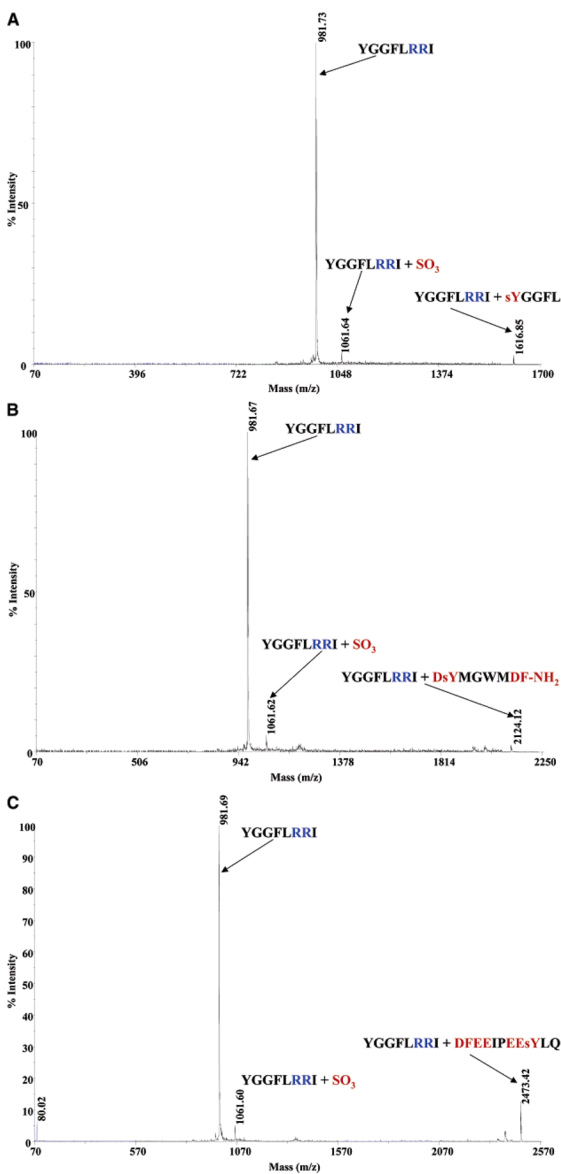 A
981.73
100
YGGFLRRI
50
% Intensity
YGGFLRRI + SO3
YGGFLRRI + sYGGFL
1061.64
1616.85
0
70 396 722 1048 1374 1700
Mass (m/z)
B
981.67
100
YGGFLRRI
50
% Intensity
YGGFLRRI + SO3
YGGFLRRI + DsYMGWMDF-NH2
1061.62
2124.12
0
70 506 942 1378 1814 2250
Mass (m/z)
C
981.69
100
YGGFLRRI
90
80
70
60
50
% Intensity
40
30
YGGFLRRI + DFEEIPEEsYLQ
20
YGGFLRRI + SO3
2473.42
10
80.02
1061.60
0
70 570 1070 1570 2070 2570
Mass (m/z)